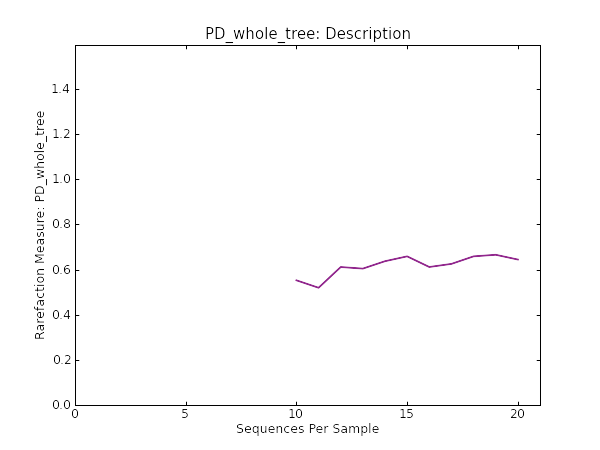 PD_whole_tree: Description
Rarefaction Measure: PD_whole_tree
1.4
1.2
1.0
0.8
0.6
0.4
0.2
0.0
0 5 10 15 20
Sequences Per Sample